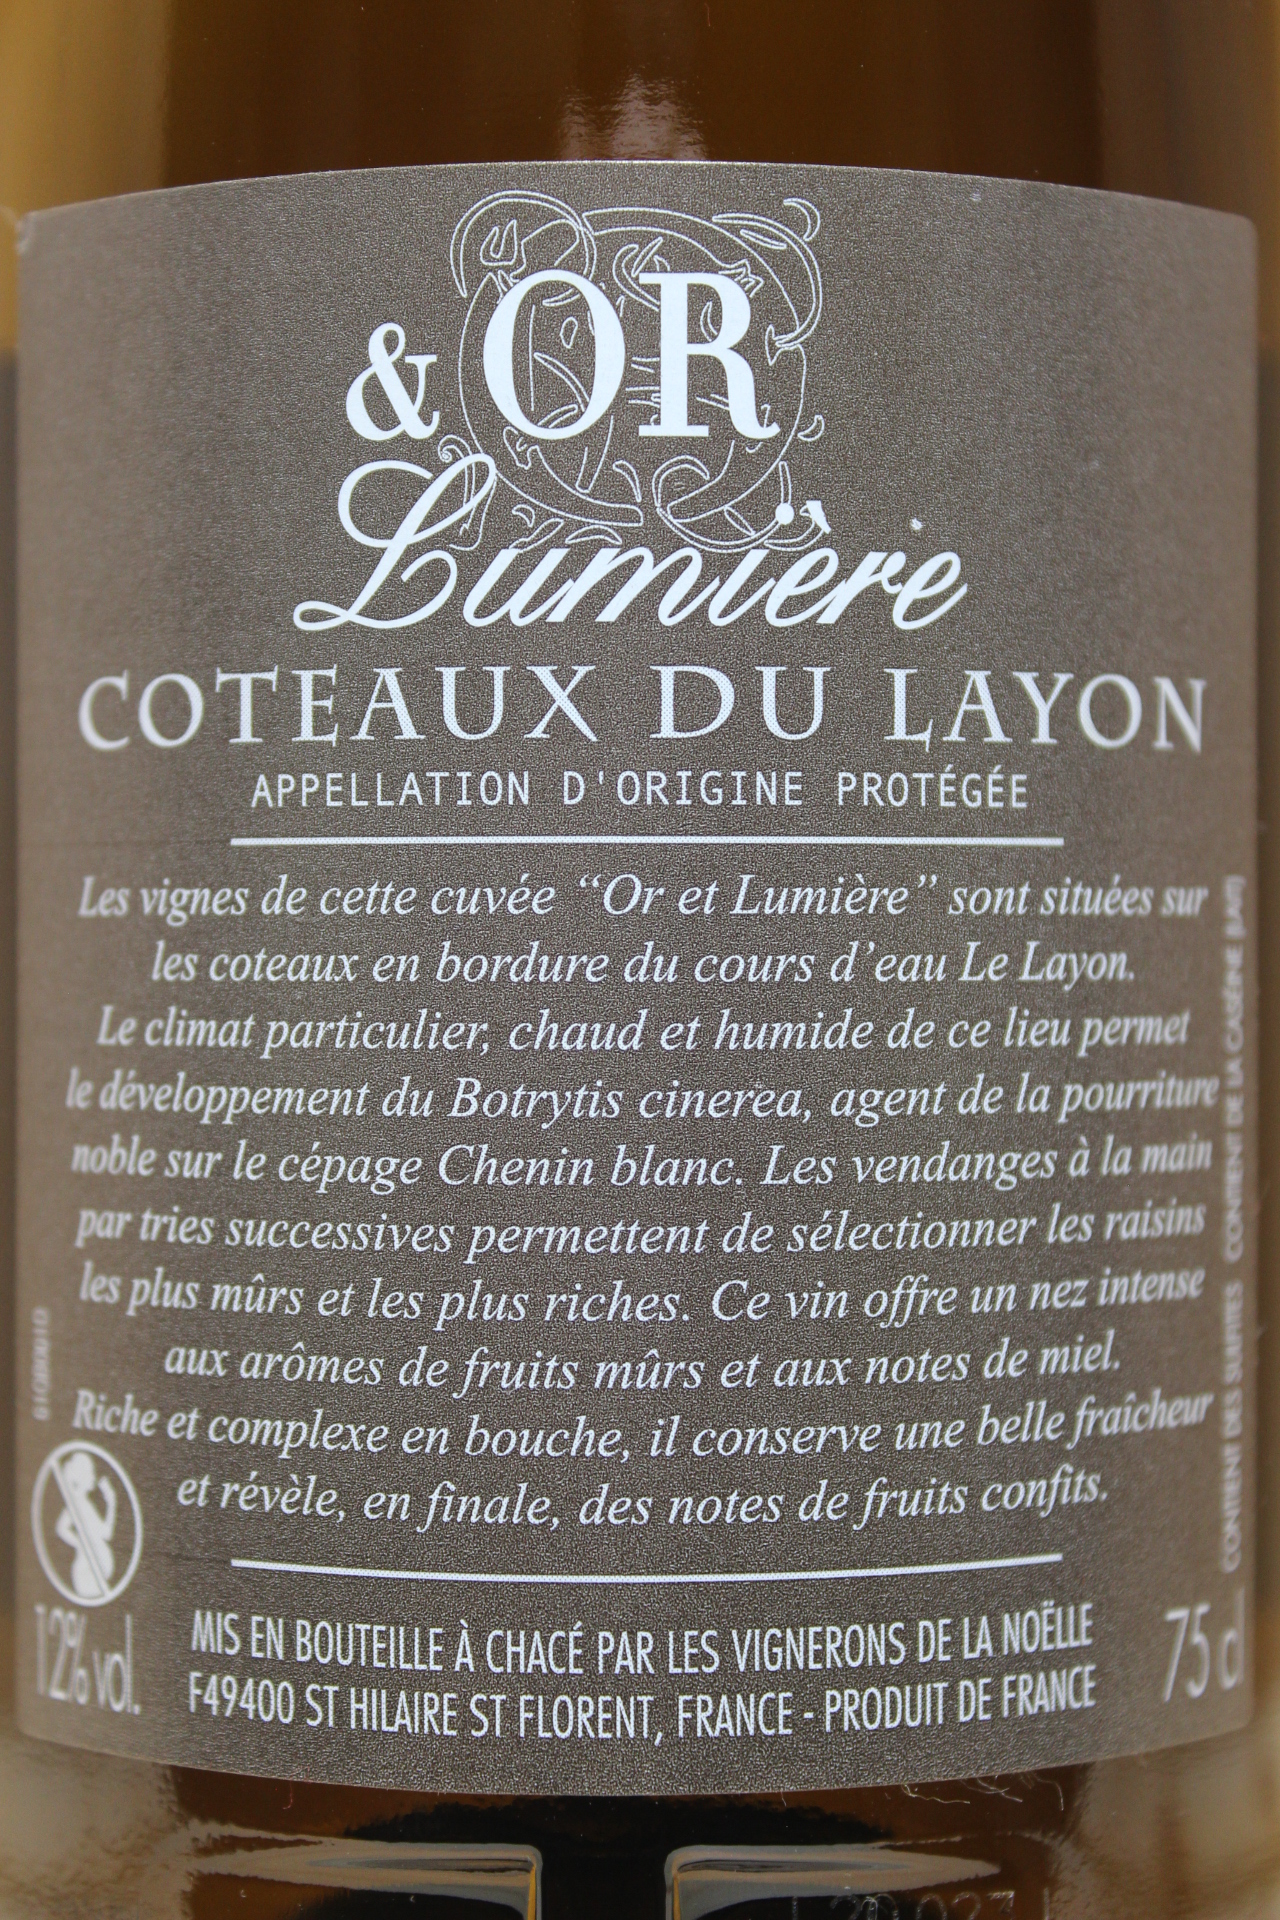 & OR
Lumière
COTEAUX DU LAYON
APPELLATION D'ORIGINE PROTÉGÉE
Les vignes de cette cuvée “Or et Lumière” sont situées sur
les coteaux en bordure du cours d’eau Le Layon.
Le climat particulier, chaud et humide de ce lieu permet
le développement du Botrytis cinerea, agent de la pourriture
noble sur le cépage Chenin blanc. Les vendanges à la main
par tries successives permettent de sélectionner les raisins
les plus mûrs et les plus riches. Ce vin offre un nez intense
aux arômes de fruits mûrs et aux notes de miel.
Riche et complexe en bouche, il conserve une belle fraîcheur
et révèle, en finale, des notes de fruits confits.
12% vol.
MIS EN BOUTEILLE À CHACÉ PAR LES VIGNERONS DE LA NOËLLE
F49400 ST HILAIRE ST FLORENT, FRANCE - PRODUIT DE FRANCE
75 cl
CONTIENT DES SULFITES CONTIENT DE LA CASÉINE (LAIT)